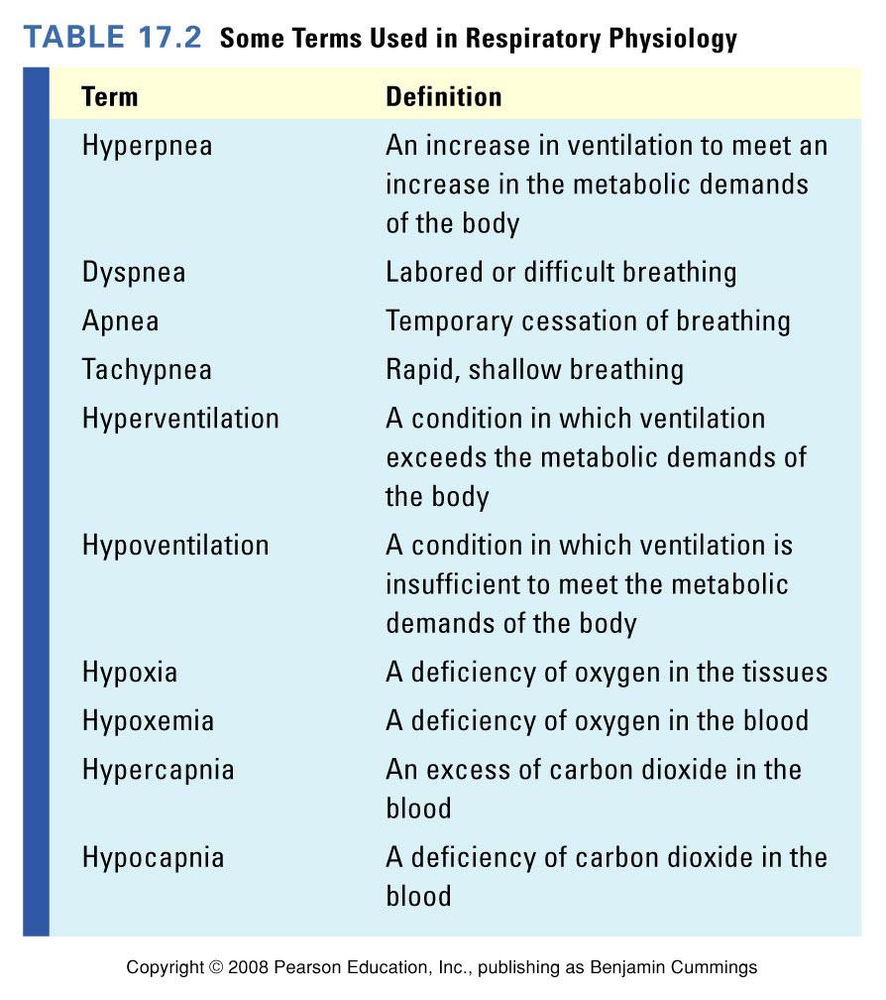 TABLE 17.2 Some Terms Used in Respiratory Physiology
Term Definition
Hyperpnea An increase in ventilation to meet an
increase in the metabolic demands
of the body
Dyspnea Labored or difficult breathing
Apnea Temporary cessation of breathing
Tachypnea Rapid, shallow breathing
Hyperventilation A condition in which ventilation
exceeds the metabolic demands of
the body
Hypoventilation A condition in which ventilation is
insufficient to meet the metabolic
demands of the body
Hypoxia A deficiency of oxygen in the tissues
Hypoxemia A deficiency of oxygen in the blood
Hypercapnia An excess of carbon dioxide in the
blood
Hypocapnia A deficiency of carbon dioxide in the
blood
Copyright © 2008 Pearson Education, Inc., publishing as Benjamin Cummings